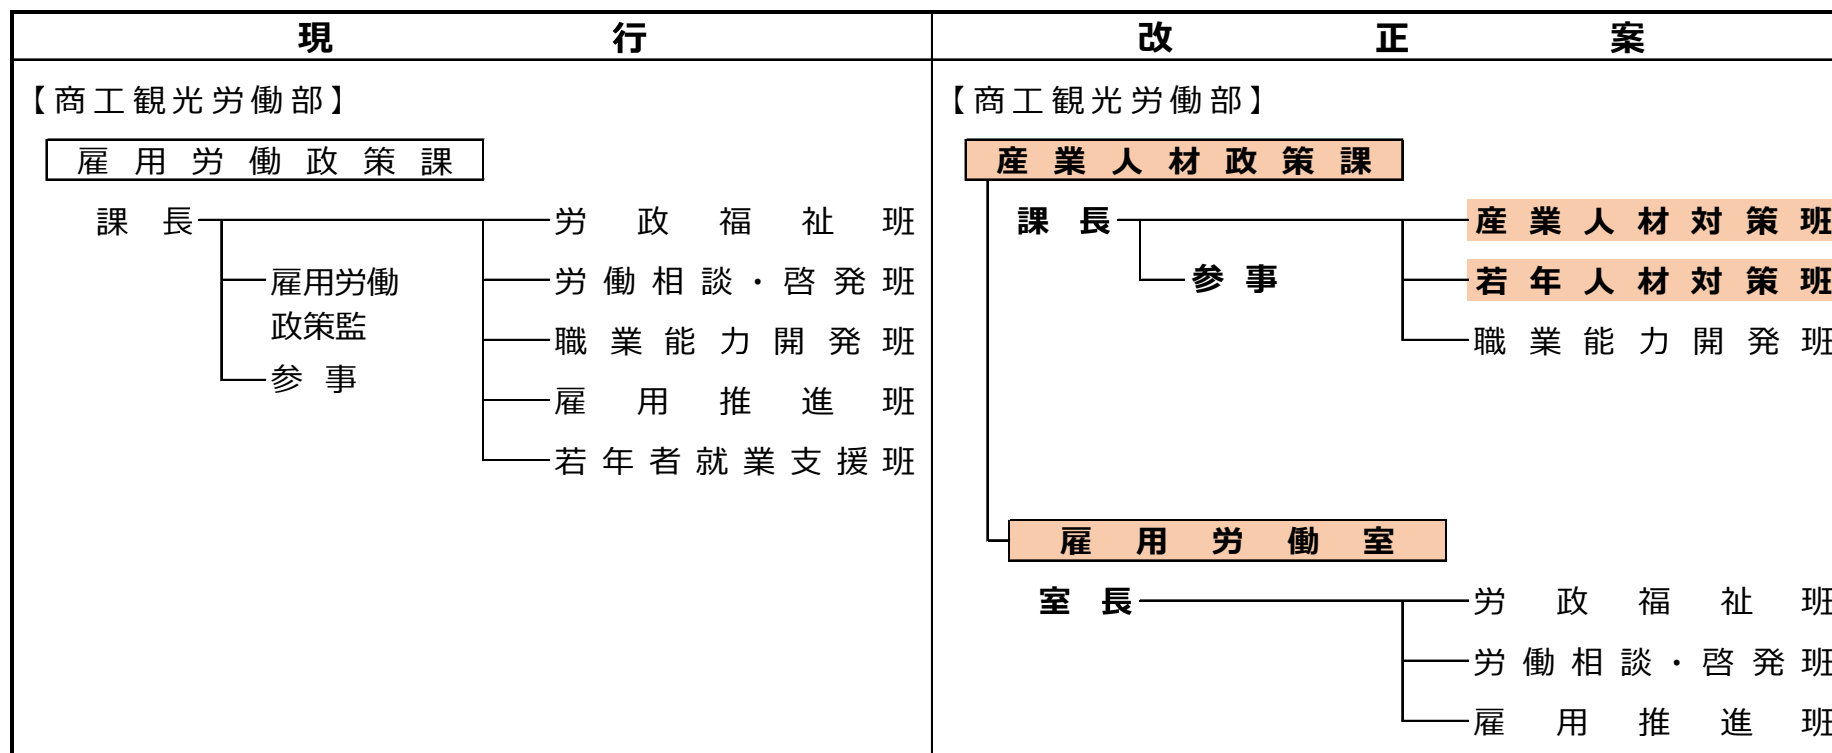 現行
【商工観光労働部】
雇用労働政策課
課長
雇用労働
政策監
参事
労政福祉班
労働相談・啓発班
職業能力開発班
雇用推進班
若年者就業支援班
改正案
【商工観光労働部】
産業人材政策課
課長
参事
産業人材対策班
若年人材対策班
職業能力開発班
雇用労働室
室長
労政福祉班
労働相談・啓発班
雇用推進班